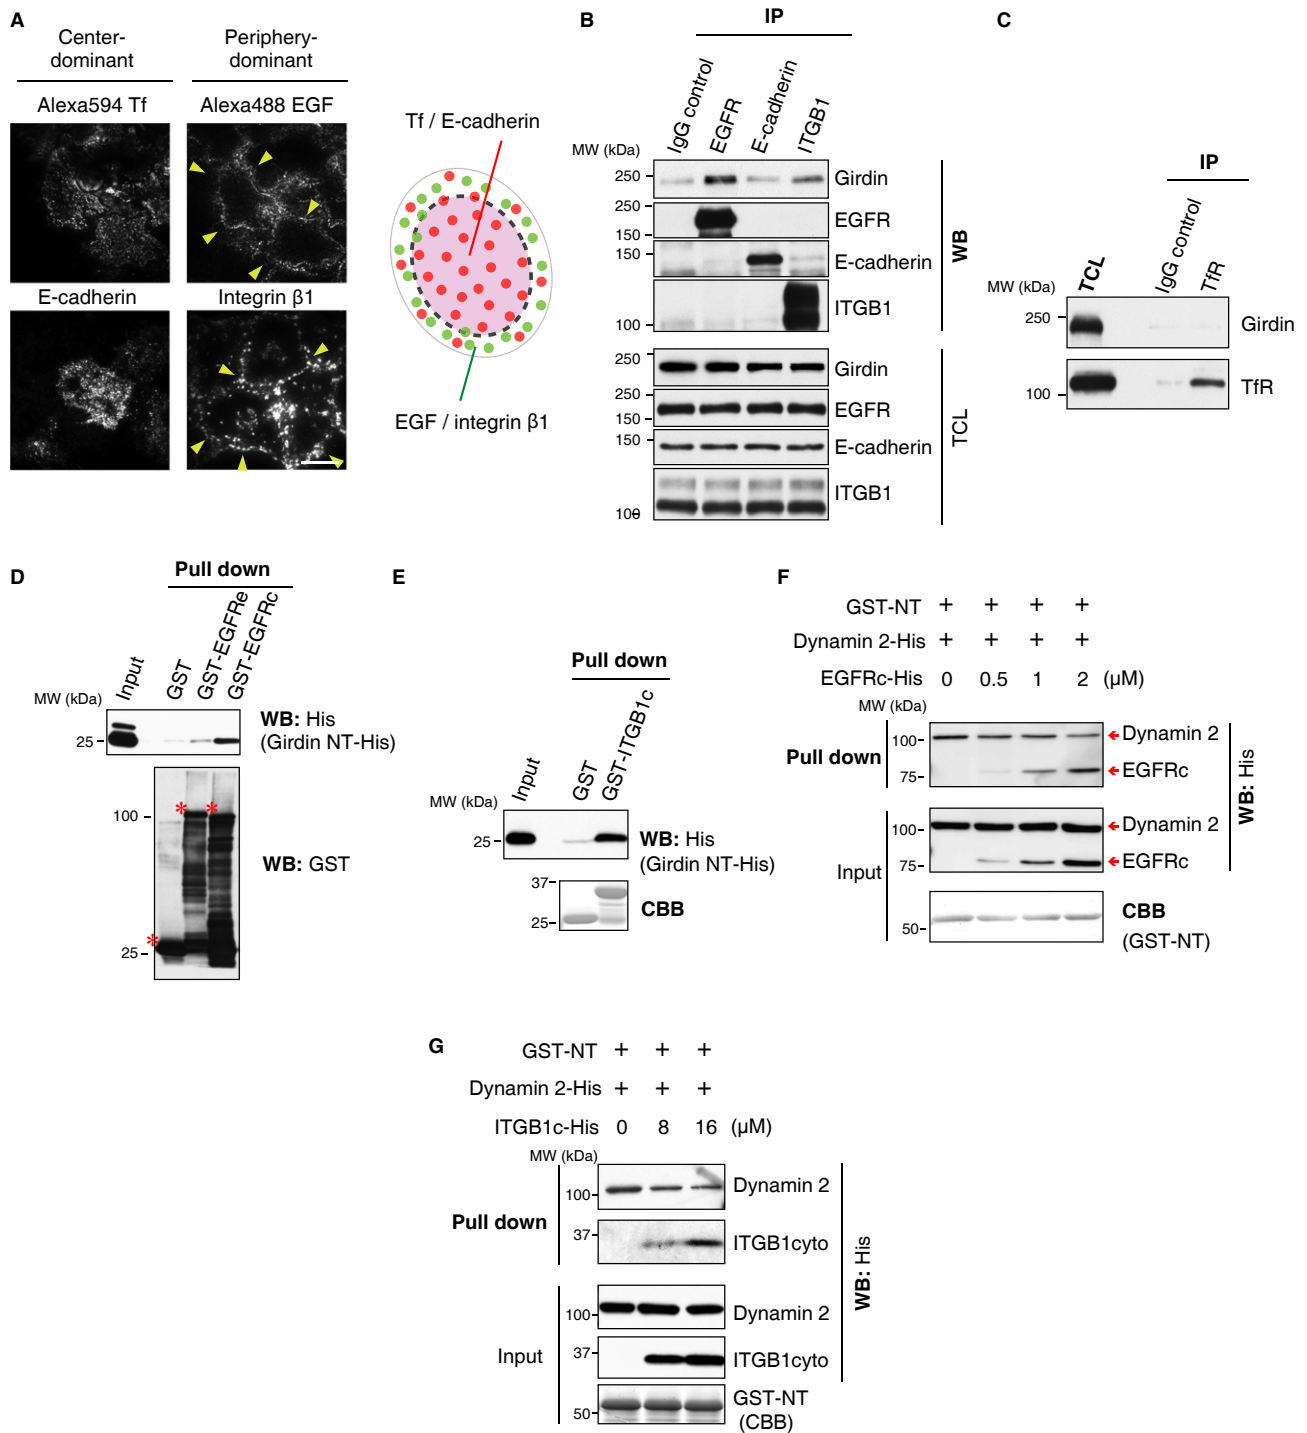 A
Center-
dominant
Periphery-
dominant
Alexa594 Tf
Alexa488 EGF
E-cadherin
Integrin β1
Tf / E-cadherin
EGF / integrin β1
B
IP
IgG control
EGFR
E-cadherin
ITGB1
MW (kDa)
250
Girdin
250
150
EGFR
150
E-cadherin
100
ITGB1
WB
250
Girdin
250
150
EGFR
150
E-cadherin
100
ITGB1
TCL
C
IP
TCL
IgG control
TfR
MW (kDa)
250
Girdin
100
TfR
D
Pull down
Input
GST
GST-EGFRe
GST-EGFRc
MW (kDa)
25
WB: His
(Girdin NT-His)
100
* *
WB: GST
*
25
E
Pull down
Input
GST
GST-ITGB1c
MW (kDa)
25
WB: His
(Girdin NT-His)
37
25
CBB
F
GST-NT + + + +
Dynamin 2-His + + + +
EGFRc-His 0 0.5 1 2 (µM)
MW (kDa)
Pull down
100
Dynamin 2
75
EGFRc
Input
100
Dynamin 2
75
EGFRc
WB: His
50
CBB
(GST-NT)
G
GST-NT + + +
Dynamin 2-His + + +
ITGB1c-His 0 8 16 (µM)
MW (kDa)
Pull down
100
Dynamin 2
37
ITGB1cyto
Input
100
Dynamin 2
37
ITGB1cyto
WB: His
50
GST-NT
(CBB)